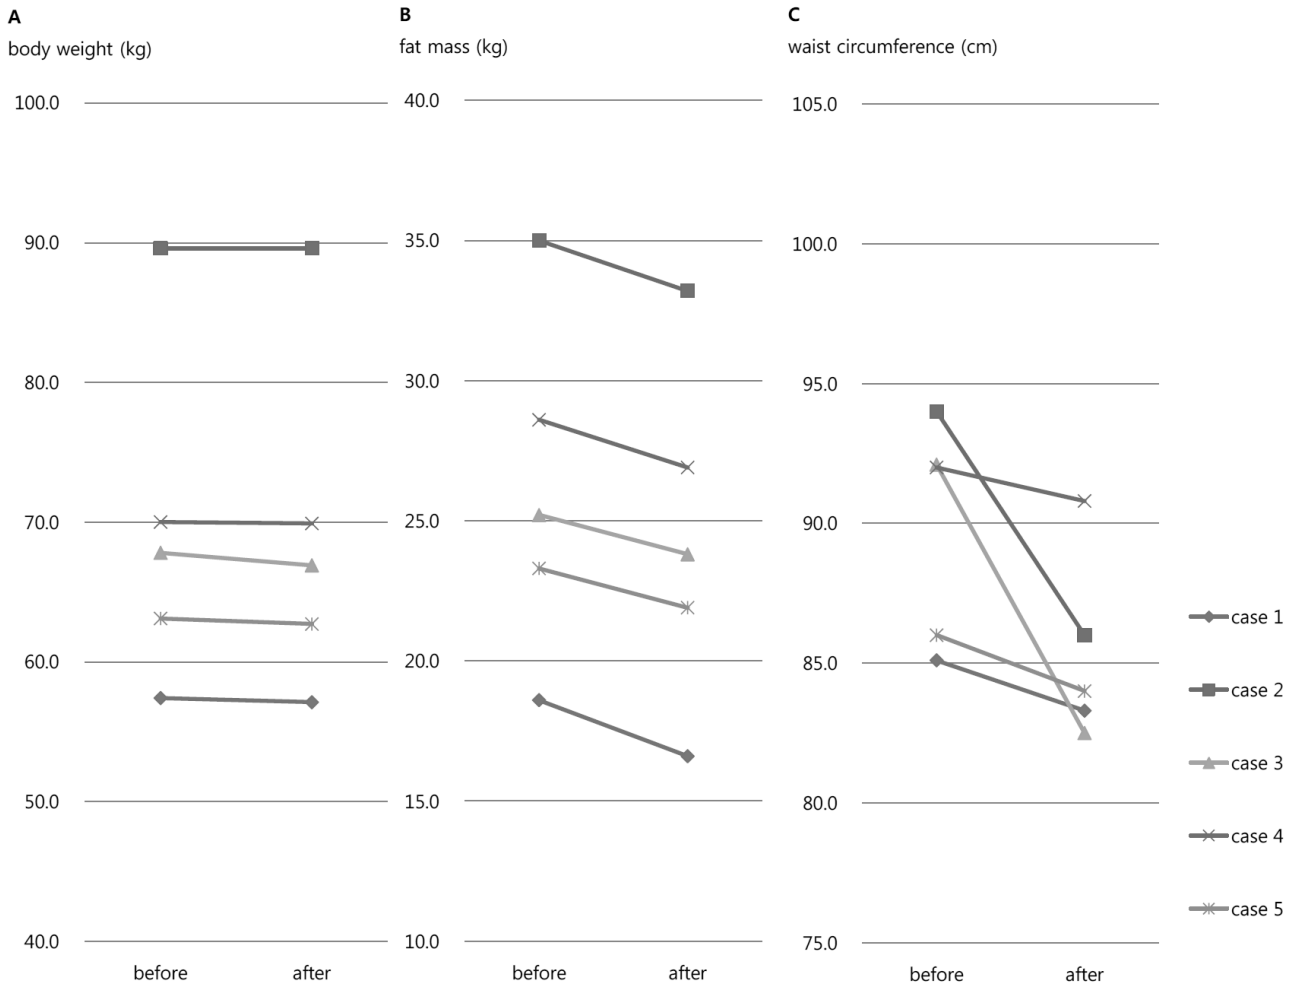 A
body weight (kg)
100.0
90.0
80.0
70.0
60.0
50.0
40.0
before after
B
fat mass (kg)
40.0
35.0
30.0
25.0
20.0
15.0
10.0
before after
C
waist circumference (cm)
105.0
100.0
95.0
90.0
85.0
80.0
75.0
before after
case 1
case 2
case 3
case 4
case 5